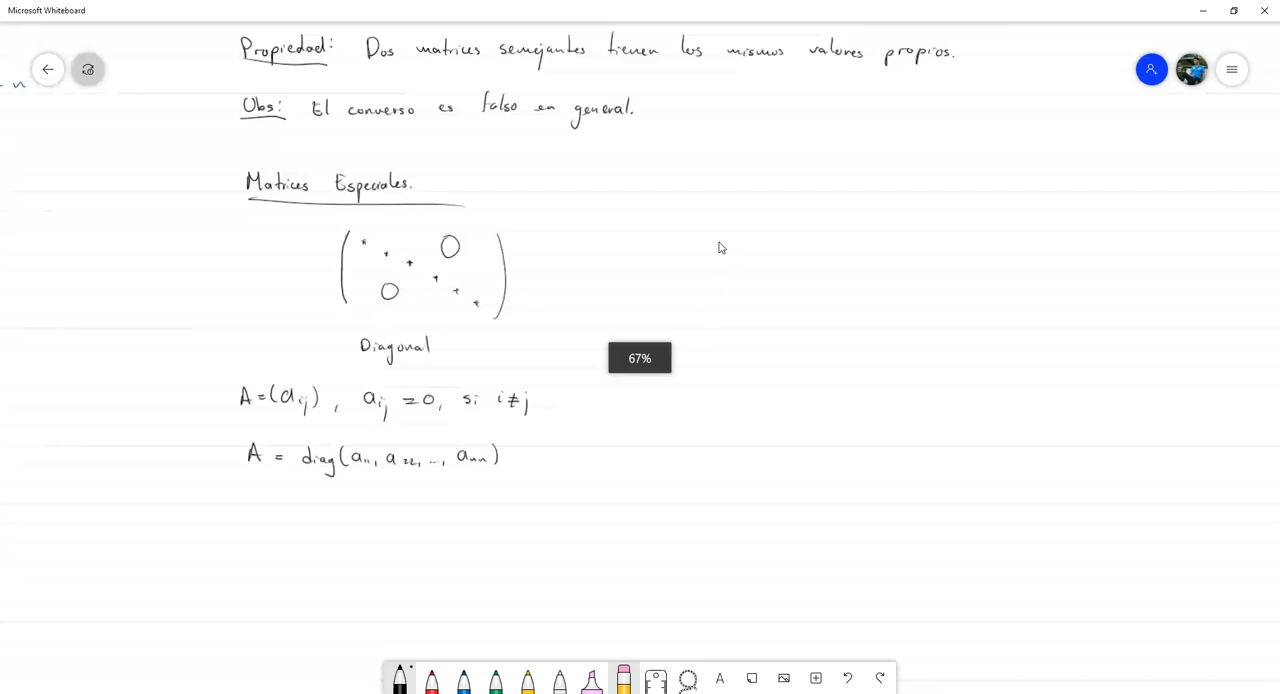 Microsoft Whiteboard
Propiedad: Dos matrices semejantes tienen los mismos valores propios.
Obs: El converso es falso en general.
Matrices Especiales.
Diagonal
67%
A = (aij), aij = 0, si i ≠ j
A = diag(a11, a22, ..., ann)
A